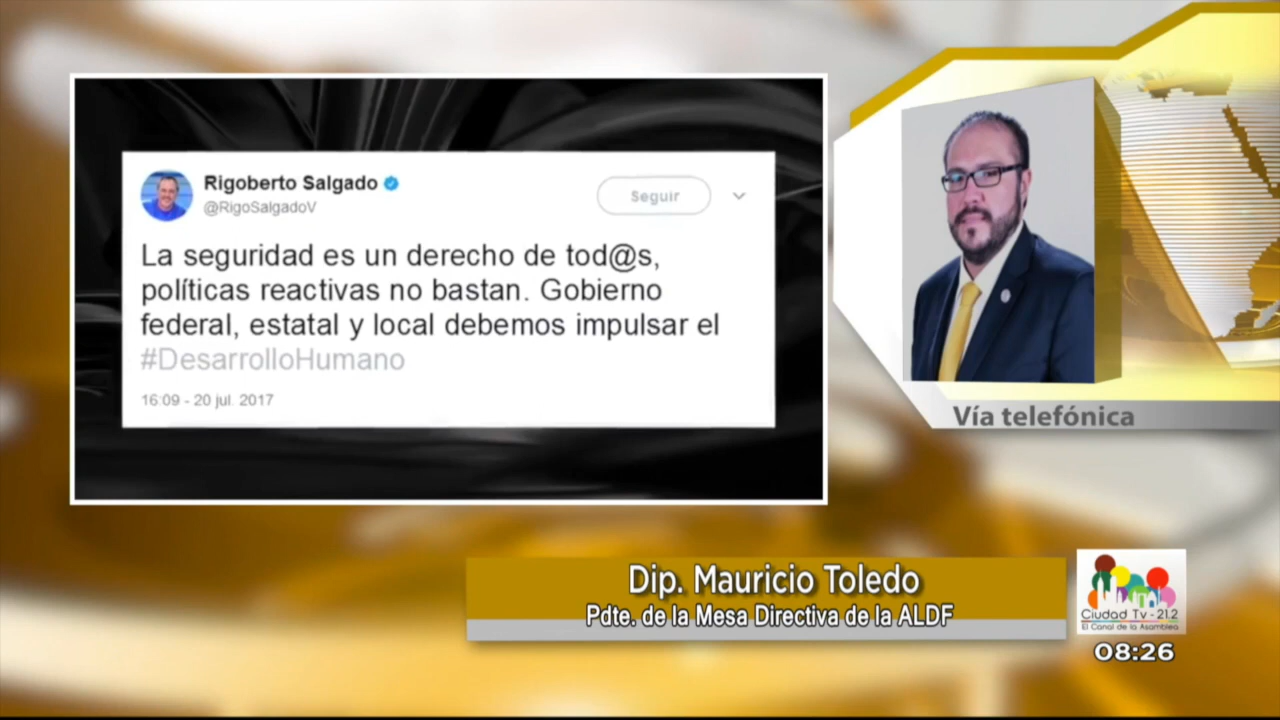 Rigoberto Salgado
@RigoSalgadoV
Seguir
La seguridad es un derecho de tod@s,
políticas reactivas no bastan. Gobierno
federal, estatal y local debemos impulsar el
#DesarrolloHumano
16:09 - 20 jul. 2017
Vía telefónica
Dip. Mauricio Toledo
Pdte. de la Mesa Directiva de la ALDF
Ciudad Tv - 21.2
El Canal de la Asamblea
08:26